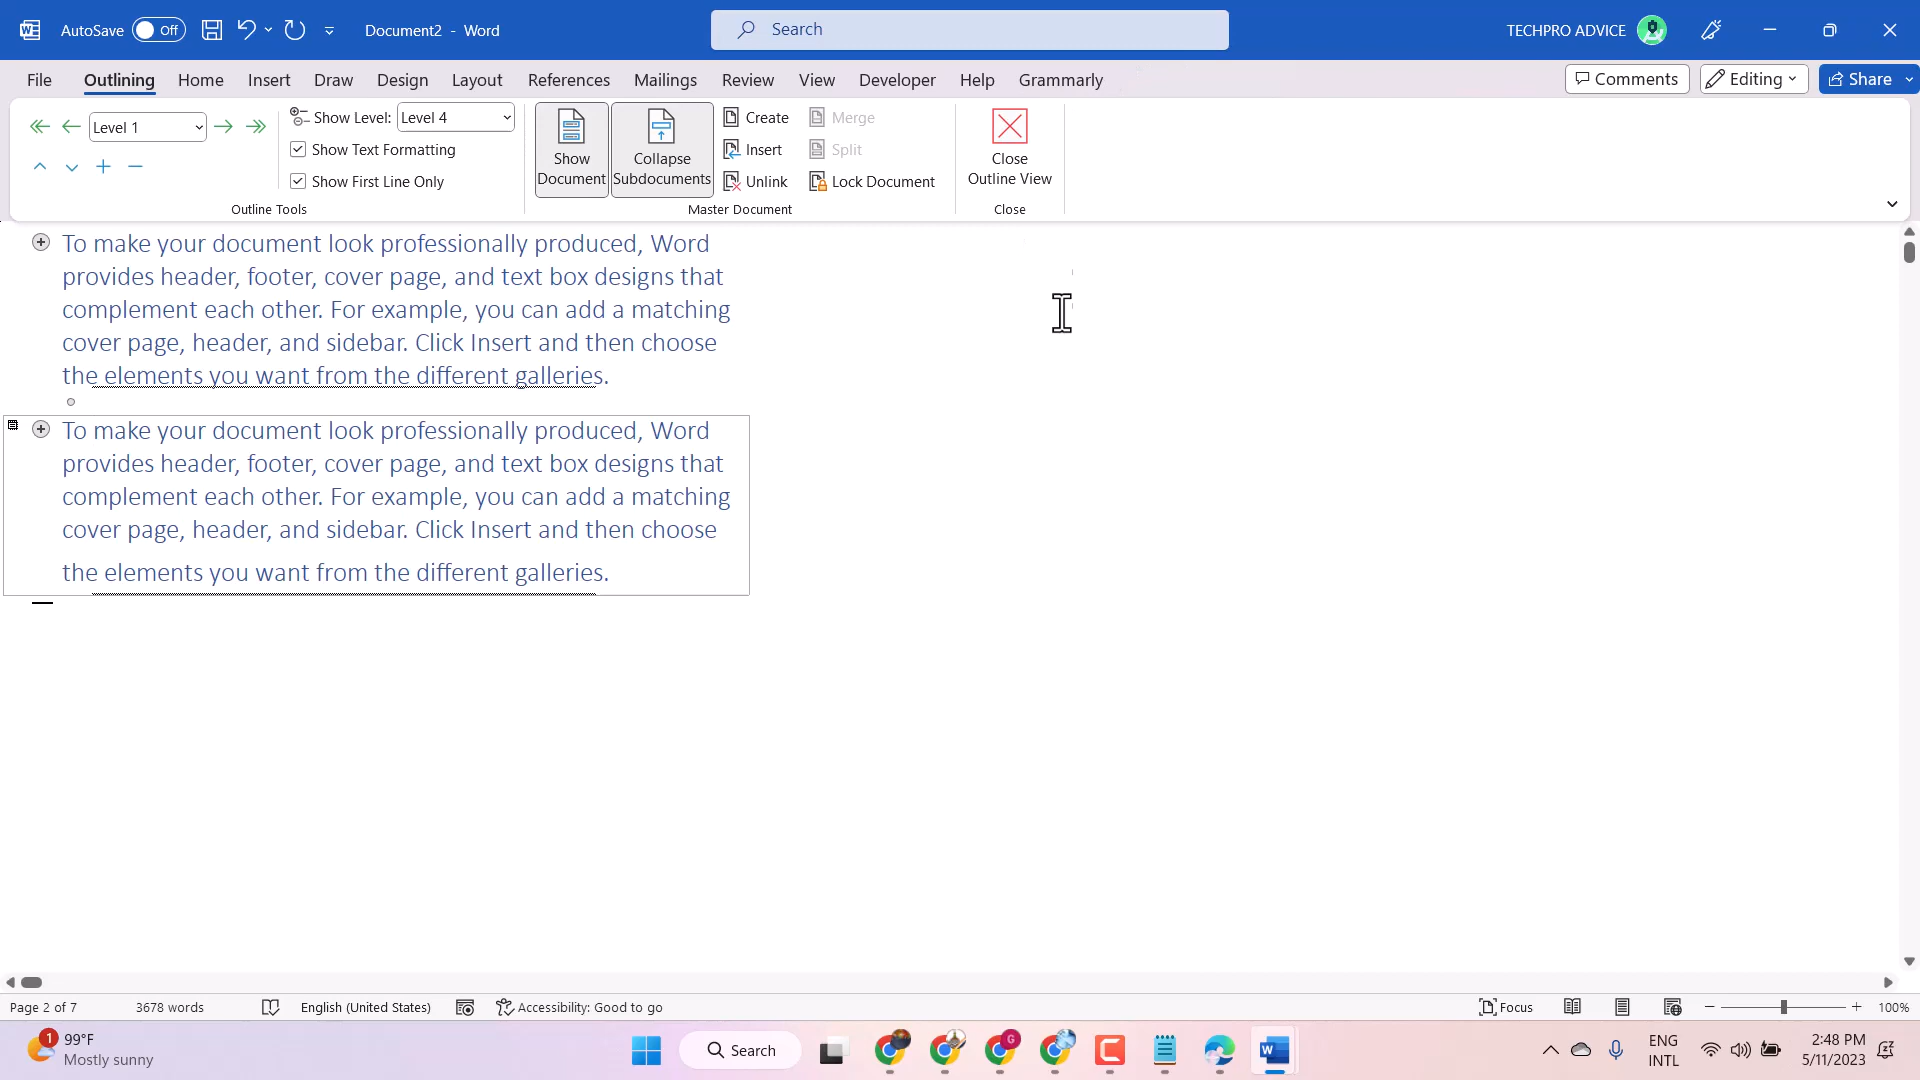 AutoSave Off Document2 - Word Search TECHPRO ADVICE
File Outlining Home Insert Draw Design Layout References Mailings Review View Developer Help Grammarly Comments Editing Share
Level 1
Show Level: Level 4
Show Text Formatting
Show First Line Only
Outline Tools
Show Document
Collapse Subdocuments
Create
Insert
Unlink
Merge
Split
Lock Document
Master Document
Close Outline View
Close
To make your document look professionally produced, Word
provides header, footer, cover page, and text box designs that
complement each other. For example, you can add a matching
cover page, header, and sidebar. Click Insert and then choose
the elements you want from the different galleries.
To make your document look professionally produced, Word
provides header, footer, cover page, and text box designs that
complement each other. For example, you can add a matching
cover page, header, and sidebar. Click Insert and then choose
the elements you want from the different galleries.
Page 2 of 7 3678 words English (United States) Accessibility: Good to go Focus 100%
1 99°F
Mostly sunny
Search
G
ENG
INTL
2:48 PM
5/11/2023